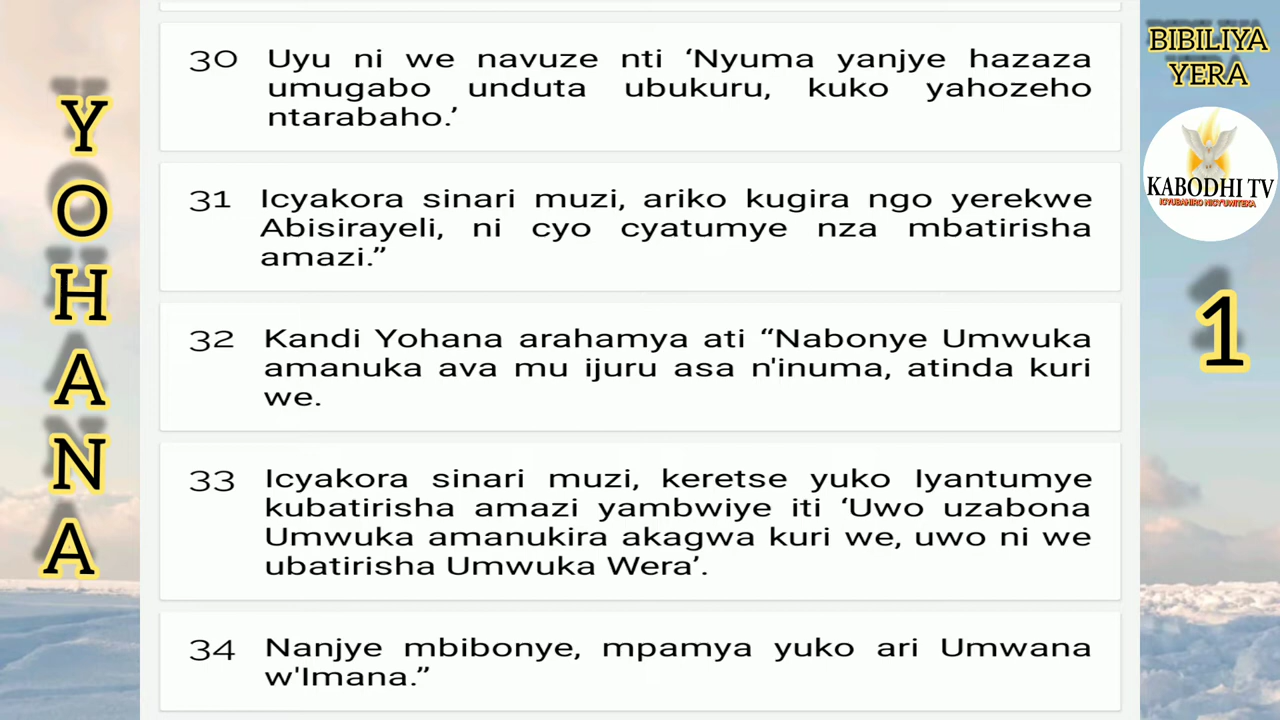 YOHANA
30 Uyu ni we navuze nti ‘Nyuma yanjye hazaza
umugabo unduta ubukuru, kuko yahozeho
ntarabaho.’
31 Icyakora sinari muzi, ariko kugira ngo yerekwe
Abisirayeli, ni cyo cyatumye nza mbatirisha
amazi.”
32 Kandi Yohana arahamya ati “Nabonye Umwuka
amanuka ava mu ijuru asa n'inuma, atinda kuri
we.
33 Icyakora sinari muzi, keretse yuko Iyantumye
kubatirisha amazi yambwiye iti ‘Uwo uzabona
Umwuka amanukira akagwa kuri we, uwo ni we
ubatirisha Umwuka Wera’.
34 Nanjye mbibonye, mpamya yuko ari Umwana
w'Imana.”
BIBILIYA
YERA
KABODHI TV
ICYUBAHIRO NICY'UWITEKA
1